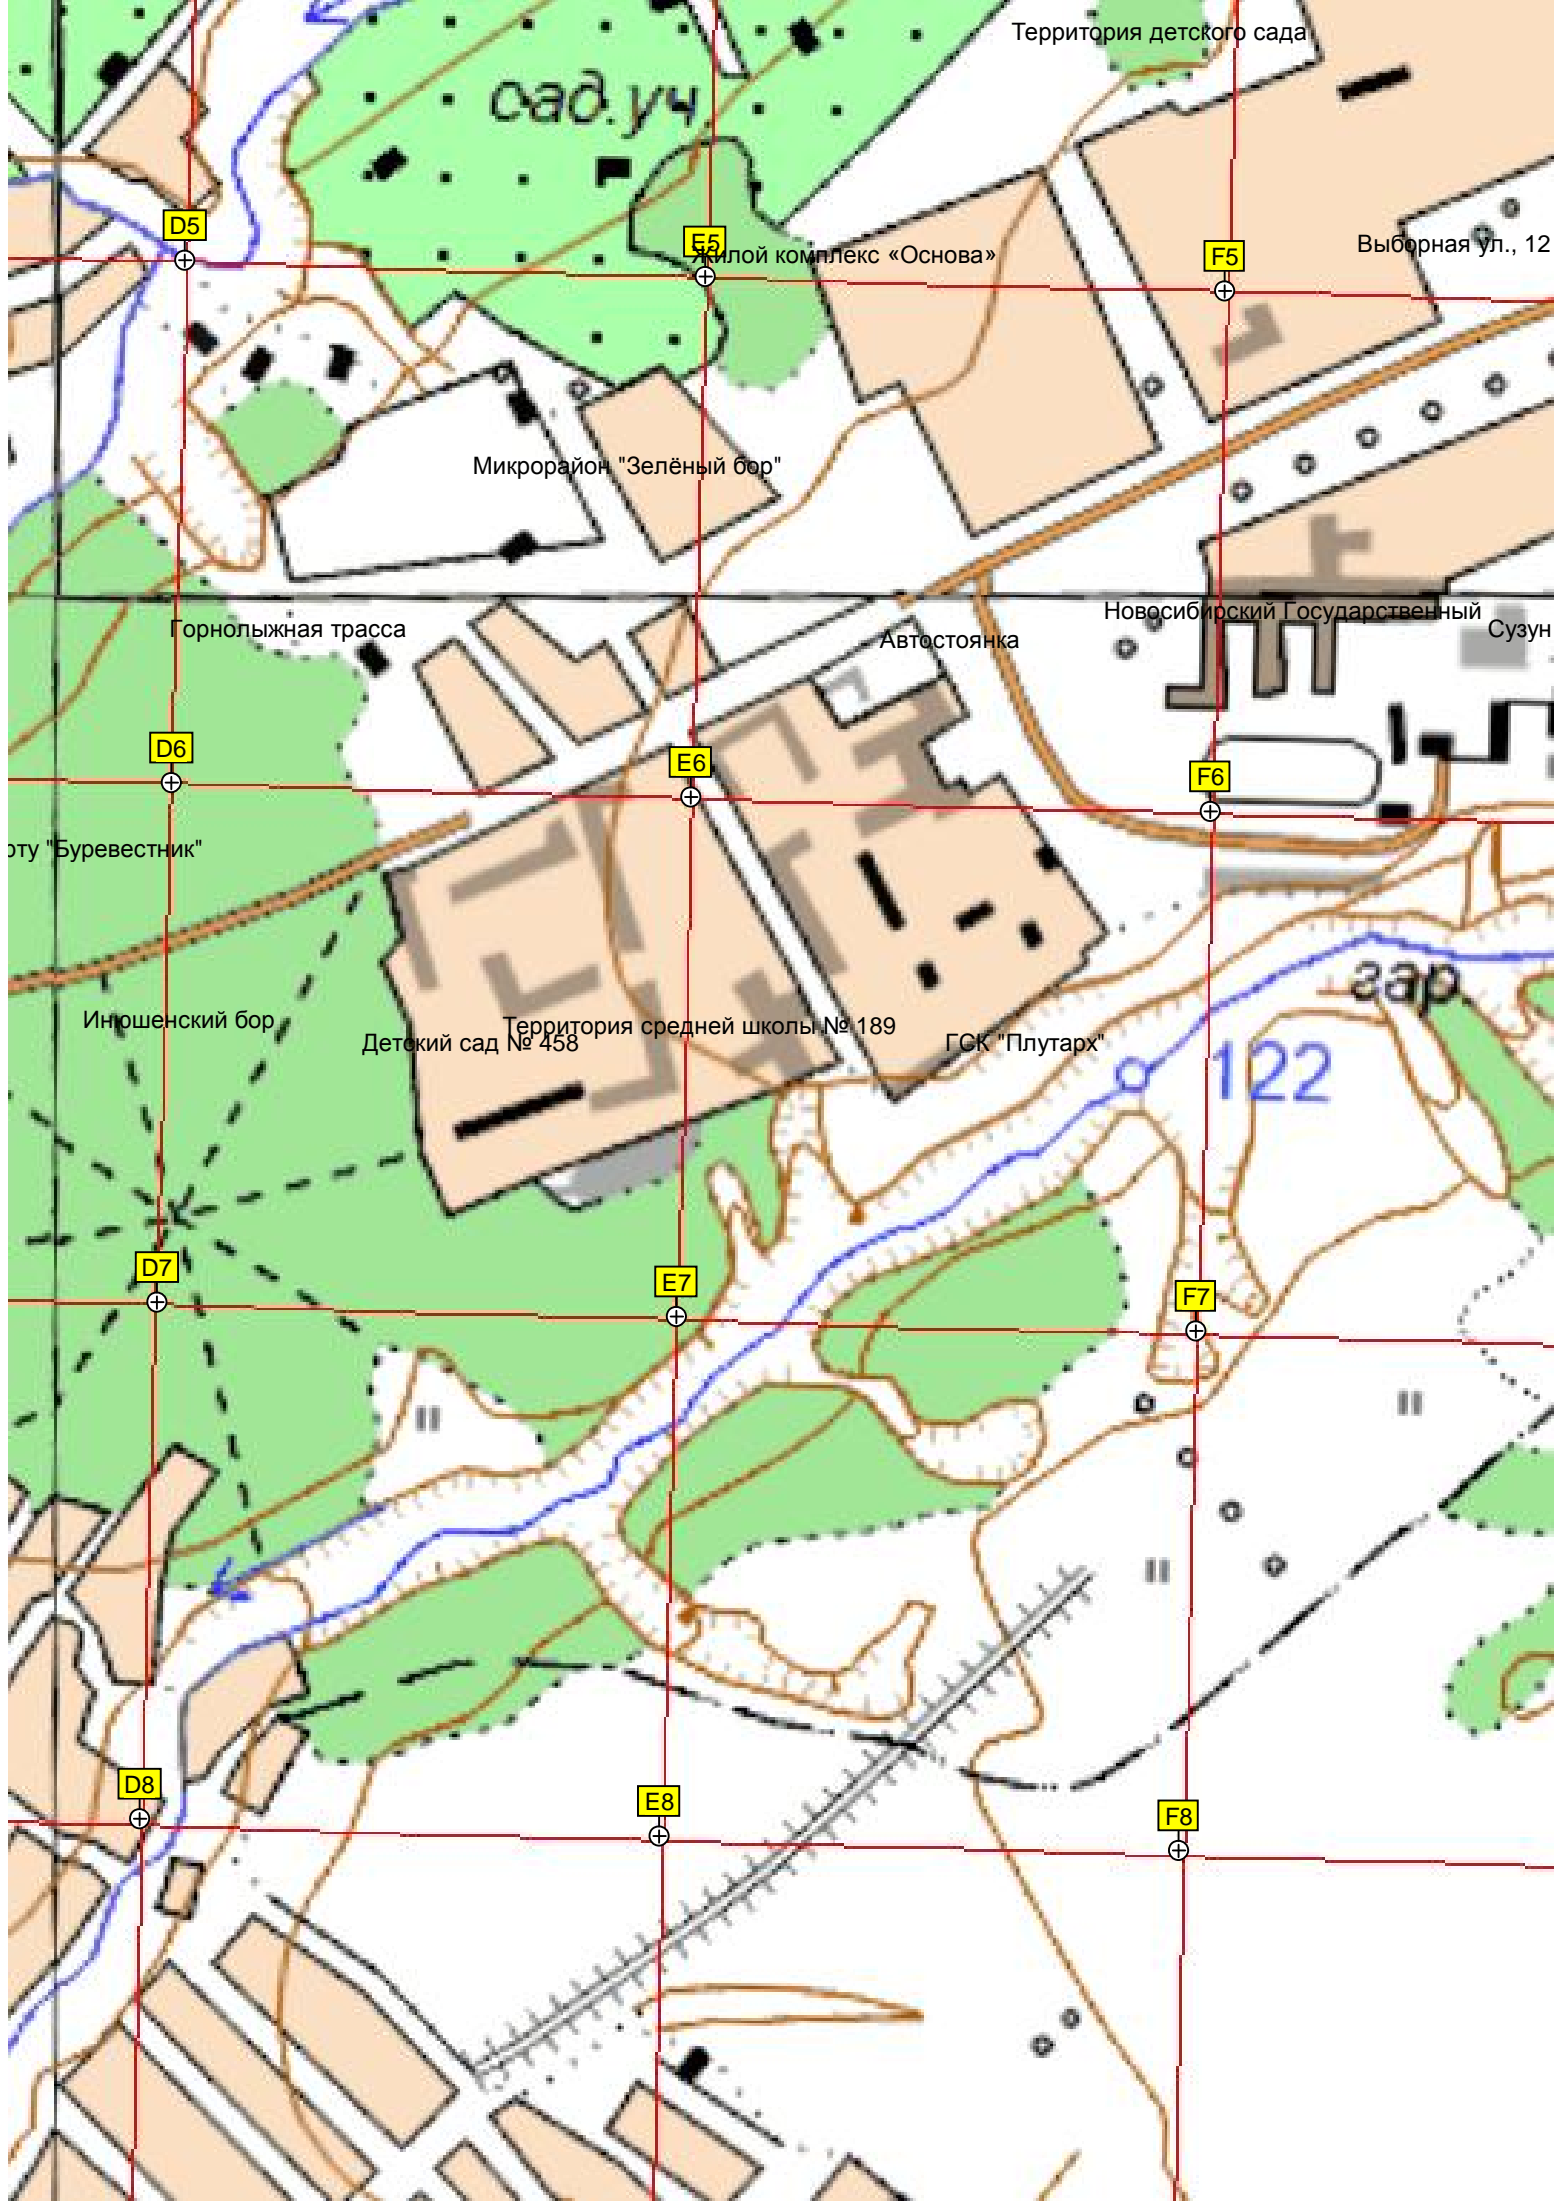 Территория детского сада
сад.уч
D5
E5
Жилой комплекс «Основа»
F5
Выборная ул., 12
Микрорайон "Зелёный бор"
Горнолыжная трасса
Автостоянка
Новосибирский Государственный
Сузун
D6
E6
F6
оту "Буревестник"
зар.
Инюшенский бор
Детский сад № 458
Территория средней школы № 189
ГСК "Плутарх"
122
D7
E7
F7
D8
E8
F8